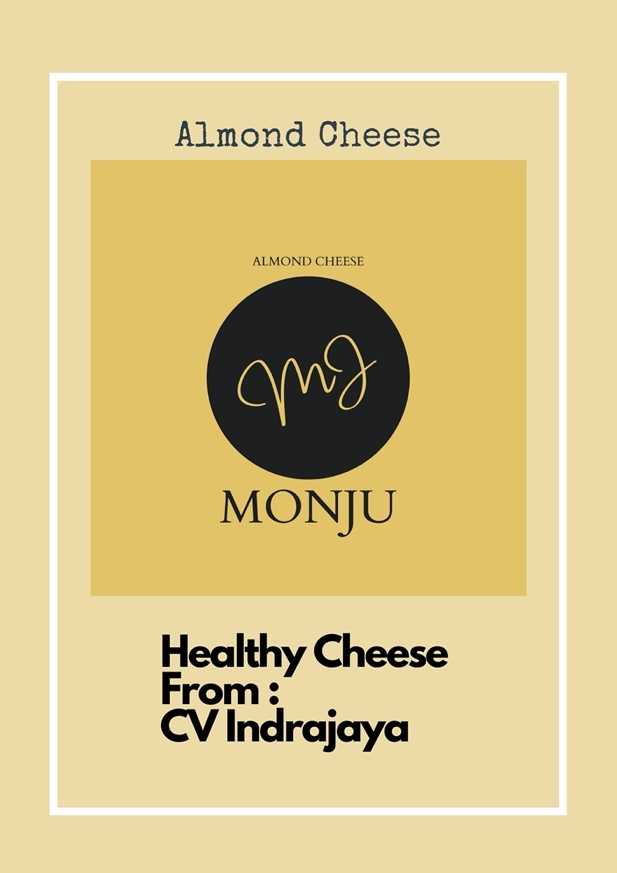 Almond Cheese
ALMOND CHEESE
MJ
MONJU
Healthy Cheese
From :
CV Indrajaya